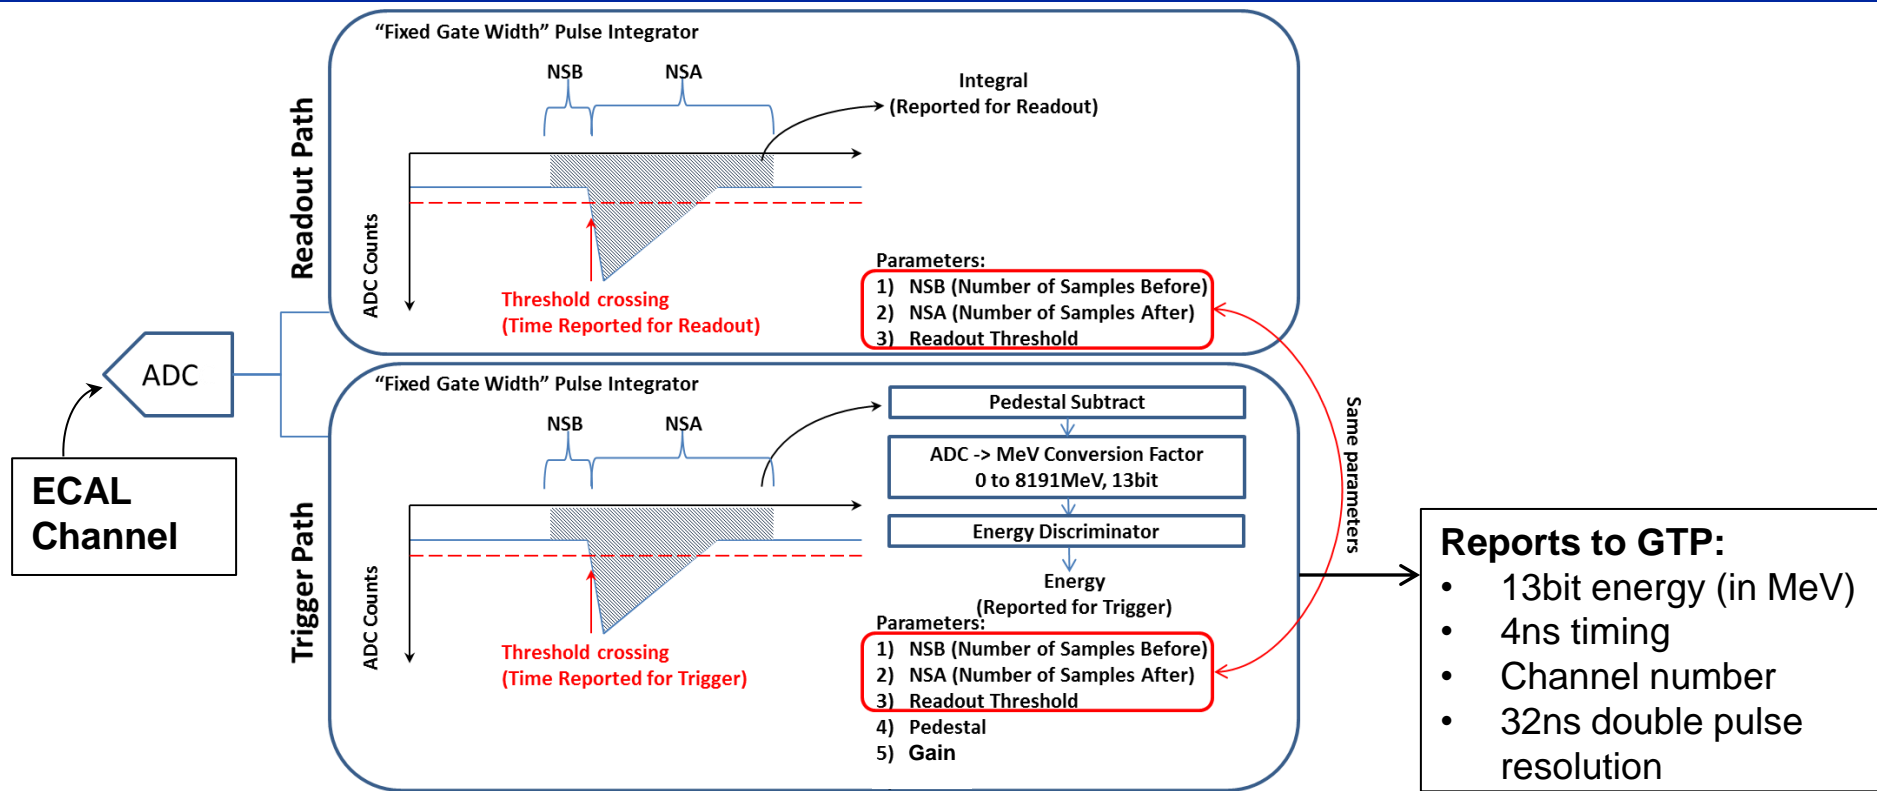 "Fixed Gate Width" Pulse Integrator
NSB
NSA
Integral
(Reported for Readout)
Readout Path
ADC Counts
Threshold crossing
(Time Reported for Readout)
Parameters:
1) NSB (Number of Samples Before)
2) NSA (Number of Samples After)
3) Readout Threshold
ADC
ECAL
Channel
"Fixed Gate Width" Pulse Integrator
NSB
NSA
Pedestal Subtract
ADC -> MeV Conversion Factor
0 to 8191MeV, 13bit
Energy Discriminator
Energy
(Reported for Trigger)
Trigger Path
ADC Counts
Threshold crossing
(Time Reported for Trigger)
Parameters:
1) NSB (Number of Samples Before)
2) NSA (Number of Samples After)
3) Readout Threshold
4) Pedestal
5) Gain
Same parameters
Reports to GTP:
• 13bit energy (in MeV)
• 4ns timing
• Channel number
• 32ns double pulse
resolution